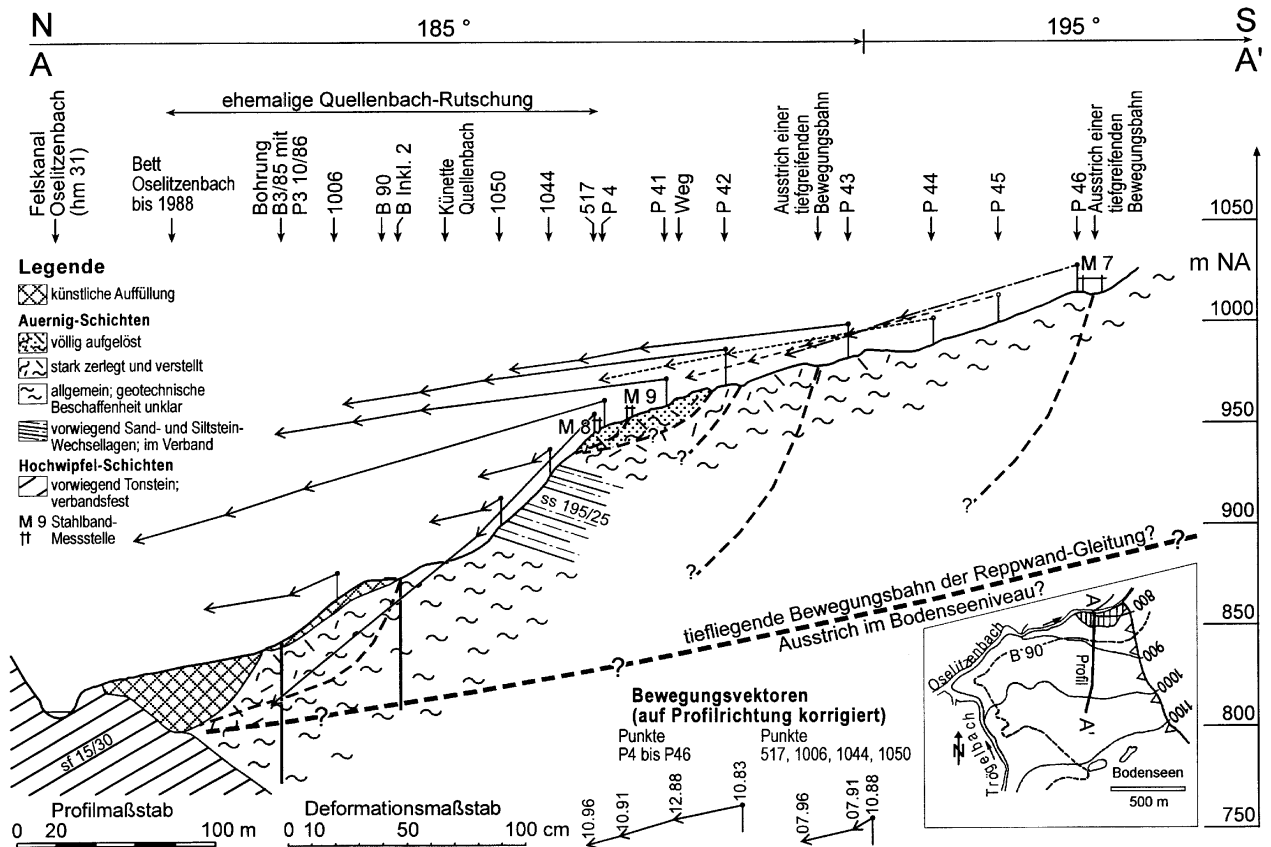 N
185 °
195 °
S
A
A'
ehemalige Quellenbach-Rutschung
Felskanal
Oselitzenbach
(hm 31)
Bett
Oselitzenbach
bis 1988
Bohrung
B3/85 mit
P3 10/86
1006
B 90
B Inkl. 2
Künette
Quellenbach
1050
1044
517
P 4
P 41
Weg
P 42
Ausstrich einer
tiefgreifenden
Bewegungsbahn
P 43
P 44
P 45
P 46
Ausstrich einer
tiefgreifenden
Bewegungsbahn
1050
m NA
1000
950
900
850
800
750
Legende
künstliche Auffüllung
Auernig-Schichten
völlig aufgelöst
stark zerlegt und verstellt
allgemein; geotechnische
Beschaffenheit unklar
vorwiegend Sand- und Siltstein-
Wechsellagen; im Verband
Hochwipfel-Schichten
vorwiegend Tonstein;
verbandsfest
M 9 Stahlband-
Messstelle
M 7
M 9
M 8
?
?
?
?
ss 195/25
tiefliegende Bewegungsbahn der Reppwand-Gleitung?
?
Ausstrich im Bodenseeniveau?
?
?
sf 15/30
Bewegungsvektoren
(auf Profilrichtung korrigiert)
Punkte
P4 bis P46
Punkte
517, 1006, 1044, 1050
10.96
10.91
12.88
10.83
07.96
07.91
10.88
Profilmaßstab
0 20 100 m
Deformationsmaßstab
0 10 50 100 cm
Oselitzenbach
B 90
Profil
A
A'
800
900
1000
1100
N
Trögelbach
Bodenseen
500 m